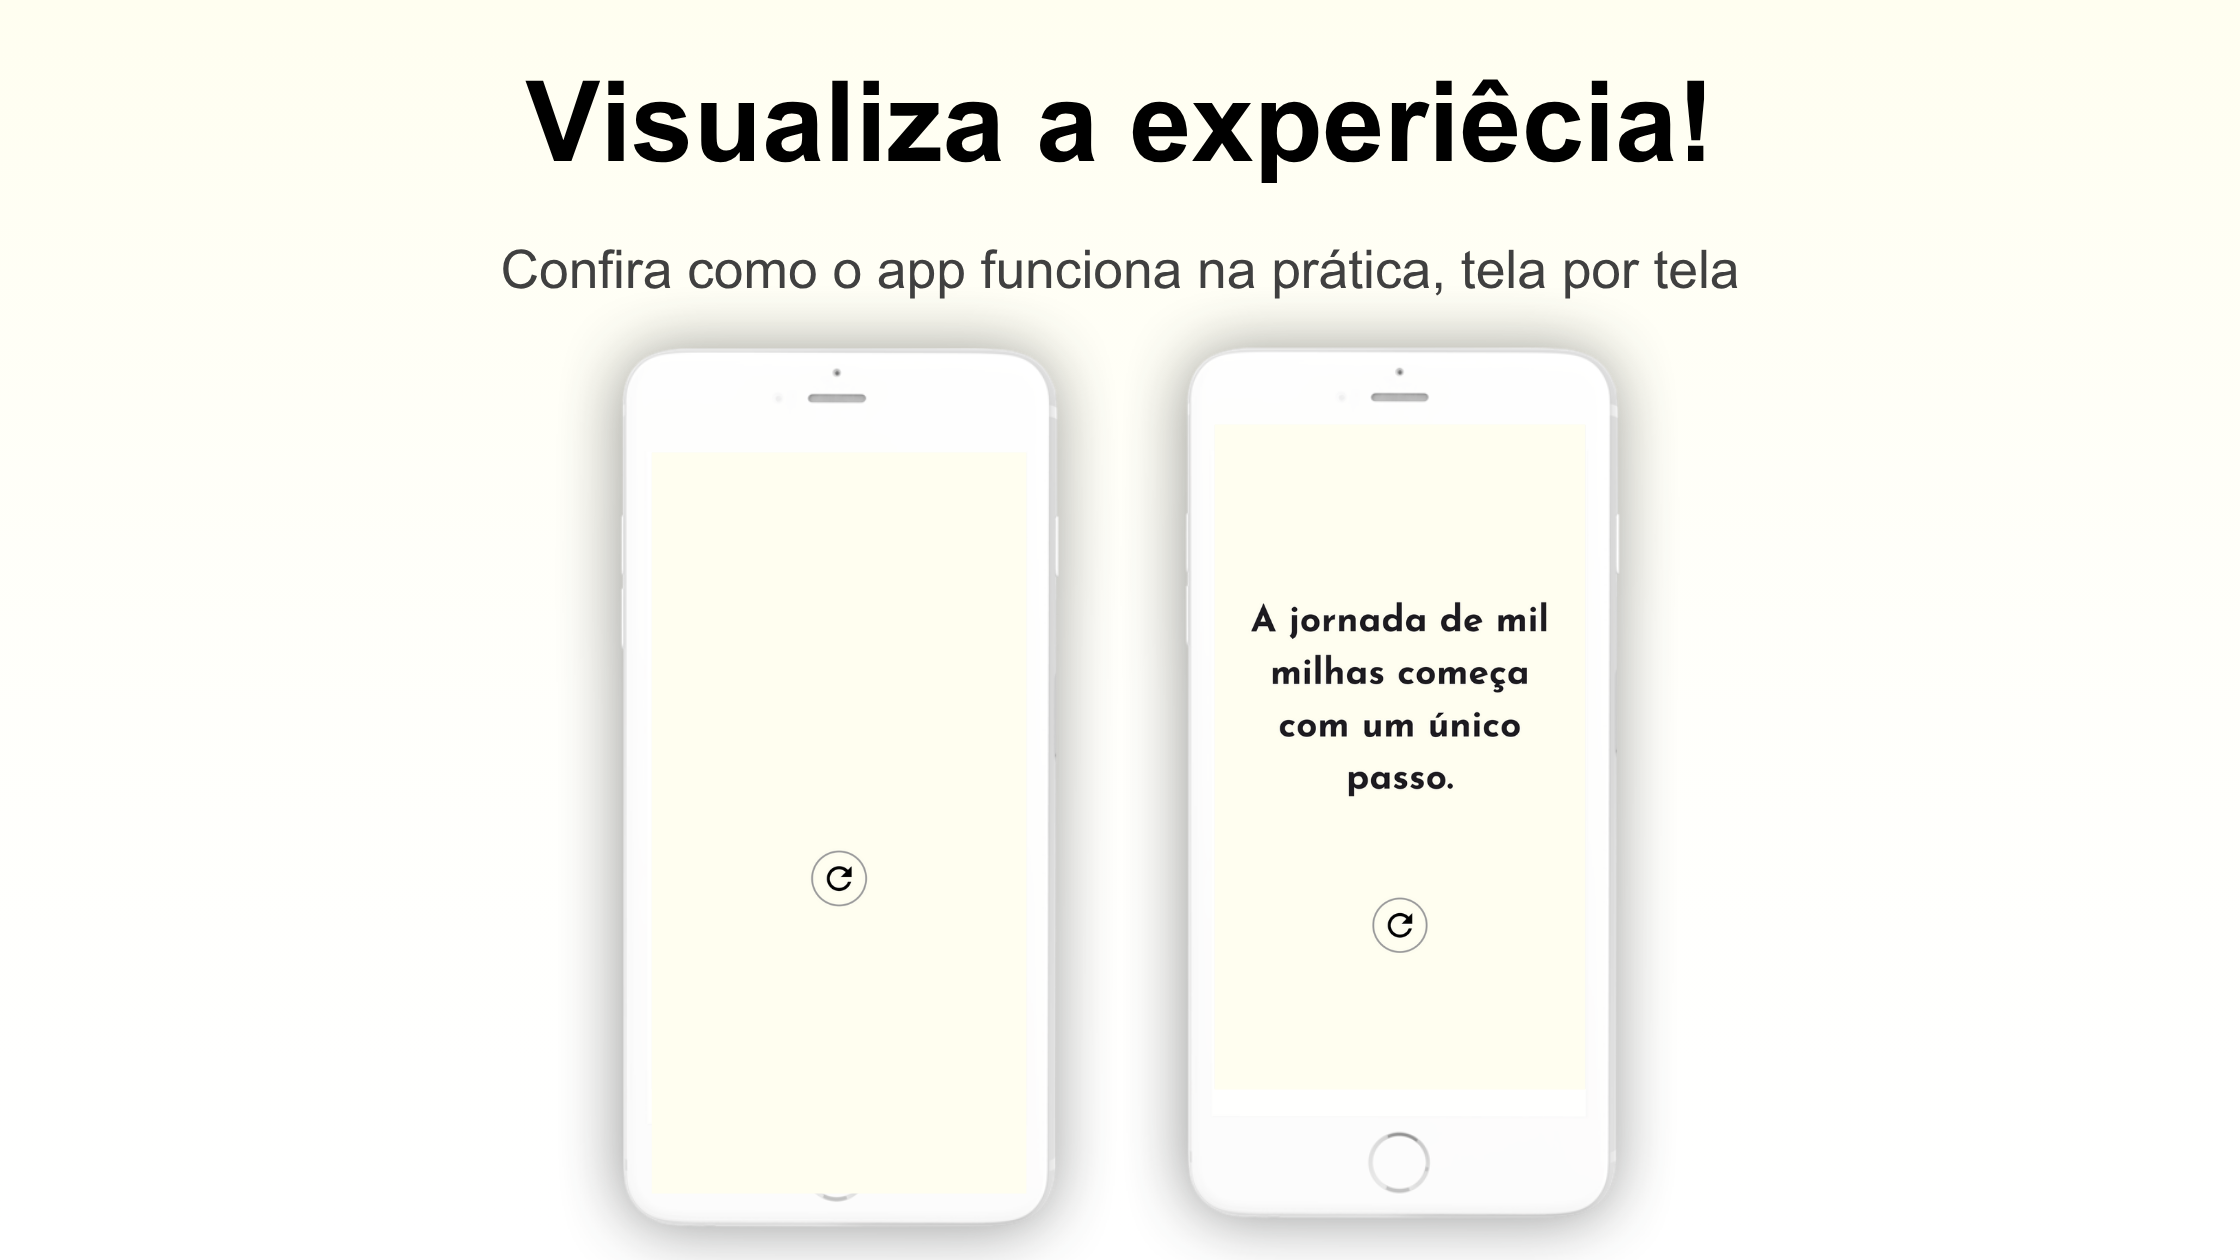 Visualiza a experiêcia!
Confira como o app funciona na prática, tela por tela
A jornada de mil
milhas começa
com um único
passo.